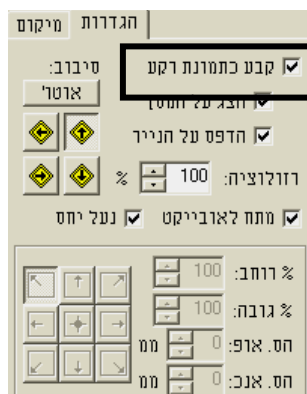 הגדרות מיקום
קבע כתמונת רקע סיבוב:
אוטו'
הצג על המסך
הדפס על הנייר
רזולוציה: 100 %
מתח לאובייקט נעל יחס
% רוחב: 100
% גובה: 100
הס. אופ: 0 ממ
הס. אנכ: 0 ממ